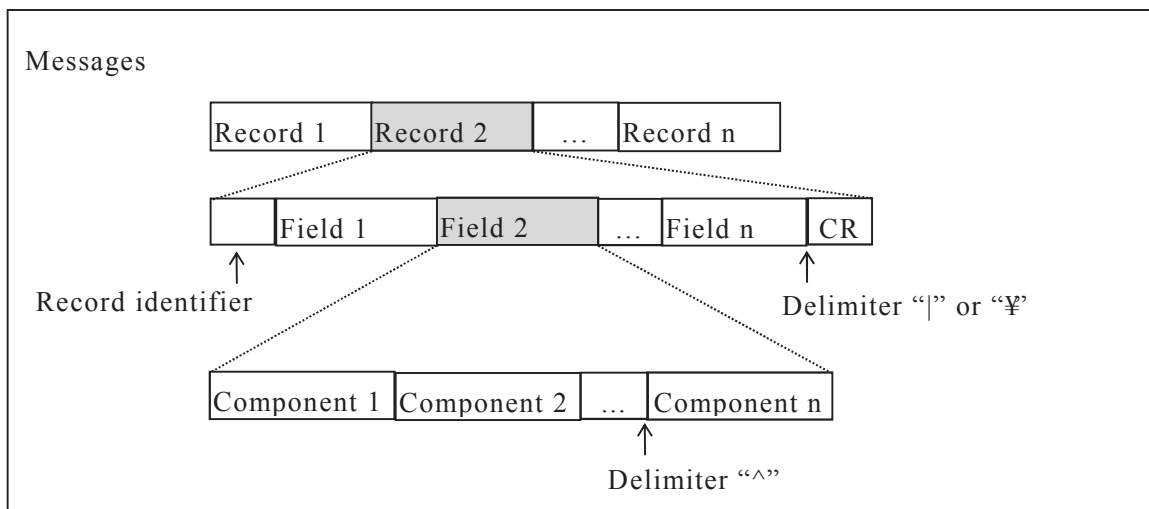 Messages
Record 1 Record 2 ... Record n
Field 1 Field 2 ... Field n CR
Record identifier
Delimiter “|” or “¥”
Component 1 Component 2 ... Component n
Delimiter “^”